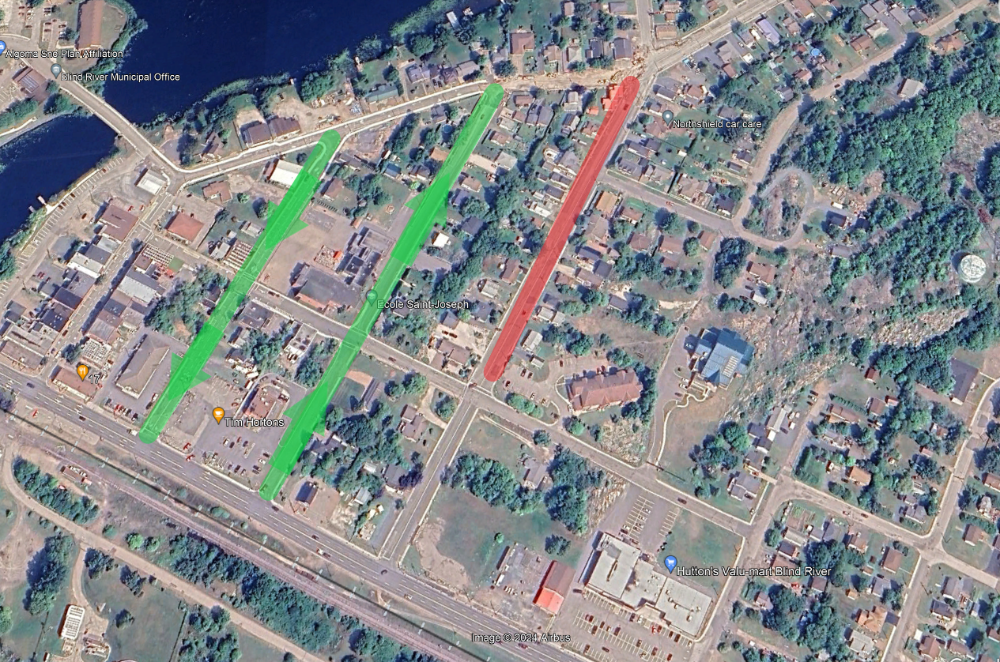 Algoma Sno-Plan Affiliation
Blind River Municipal Office
Northshield car care
École Saint-Joseph
17
Tim Hortons
Hutton's Valu-mart Blind River
Image © 2024 Airbus